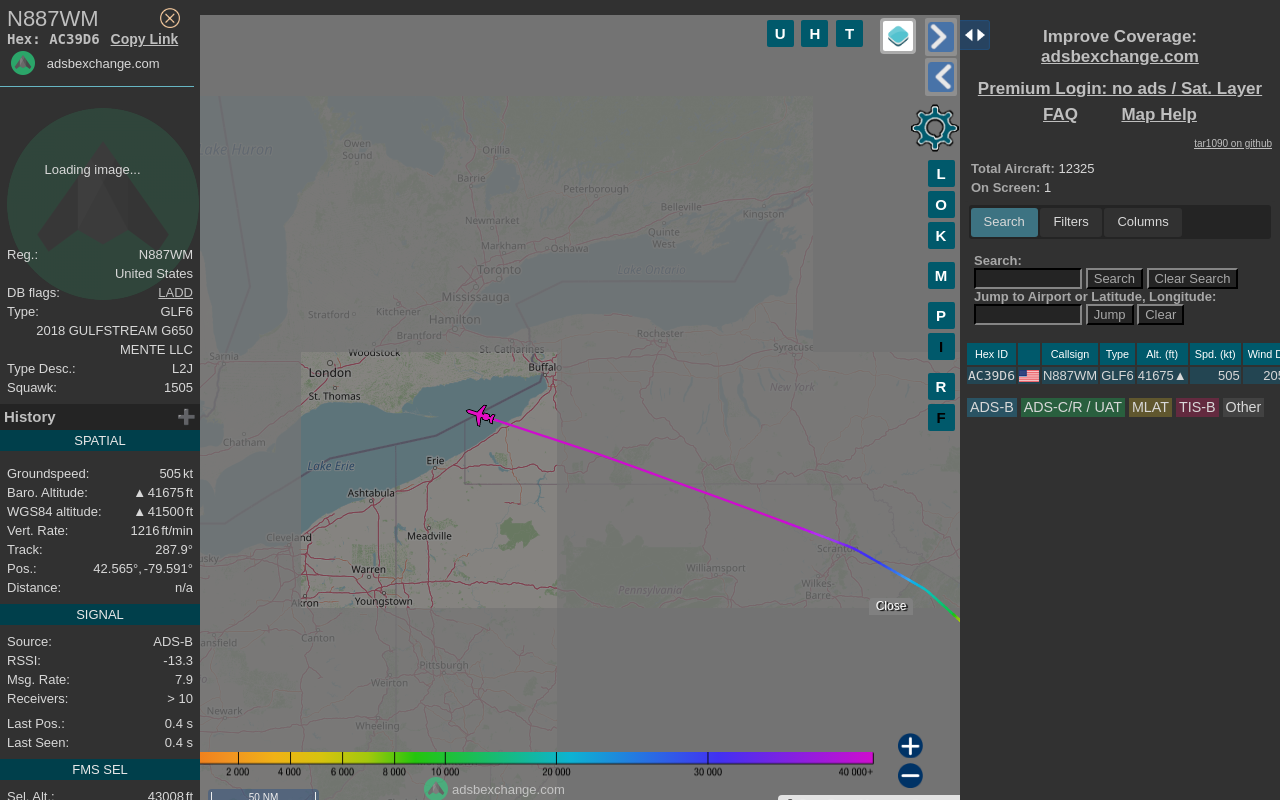 N887WM
Hex: AC39D6 Copy Link
adsbexchange.com
Loading image...
Reg.: N887WM
United States
DB flags: LADD
Type: GLF6
2018 GULFSTREAM G650
MENTE LLC
Type Desc.: L2J
Squawk: 1505
History
SPATIAL
Groundspeed: 505 kt
Baro. Altitude: ▲ 41675 ft
WGS84 altitude: ▲ 41500 ft
Vert. Rate: 1216 ft/min
Track: 287.9°
Pos.: 42.565°, -79.591°
Distance: n/a
SIGNAL
Source: ADS-B
RSSI: -13.3
Msg. Rate: 7.9
Receivers: > 10
Last Pos.: 0.4 s
Last Seen: 0.4 s
FMS SEL
Sel. Alt.: 43008 ft
U H T
L
O
K
M
P
I
R
F
Lake Huron
Owen Sound
Orillia
Barrie
Peterborough
Belleville
Kingston
Newmarket
Quinte West
Markham
Oshawa
Toronto
Lake Ontario
Mississauga
Stratford
Kitchener
Hamilton
Brantford
Rochester
Syracuse
Sarnia
Woodstock
St. Catharines
London
Buffalo
St. Thomas
New York
Chatham
Lake Erie
Erie
Ashtabula
Cleveland
Meadville
Scranton
usky
Warren
Williamsport
Wilkes-Barre
Pennsylvania
Akron
Youngstown
Close
Canton
ansfield
Pittsburgh
Weirton
Newark
Wheeling
2 000 4 000 6 000 8 000 10 000 20 000 30 000 40 000+
adsbexchange.com
50 NM
Improve Coverage:
adsbexchange.com
Premium Login: no ads / Sat. Layer
FAQ Map Help
tar1090 on github
Total Aircraft: 12325
On Screen: 1
Search Filters Columns
Search:
Search Clear Search
Jump to Airport or Latitude, Longitude:
Jump Clear
Hex ID Callsign Type Alt. (ft) Spd. (kt) Wind D
AC39D6 N887WM GLF6 41675▲ 505 205
ADS-B ADS-C/R / UAT MLAT TIS-B Other